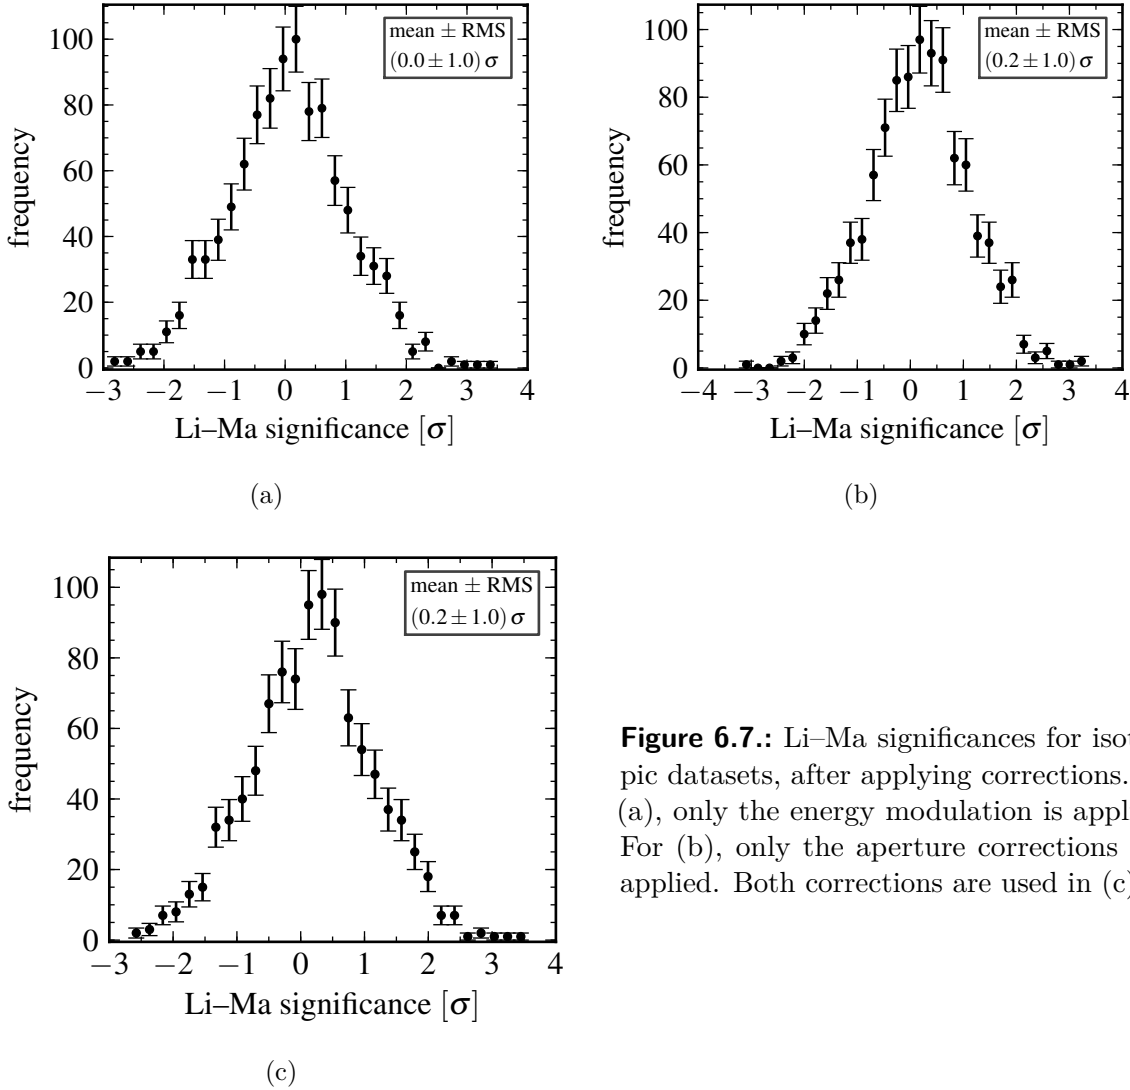 100
80
60
40
20
0
frequency
mean ± RMS
(0.0 ± 1.0) σ
−3 −2 −1 0 1 2 3 4
Li–Ma significance [σ]
(a)
100
80
60
40
20
0
frequency
mean ± RMS
(0.2 ± 1.0) σ
−4 −3 −2 −1 0 1 2 3 4
Li–Ma significance [σ]
(b)
100
80
60
40
20
0
frequency
mean ± RMS
(0.2 ± 1.0) σ
−3 −2 −1 0 1 2 3 4
Li–Ma significance [σ]
(c)
Figure 6.7.: Li–Ma significances for
pic datasets, after applying corrections.
(a), only the energy modulation is
For (b), only the aperture corrections
applied. Both corrections are used in (c)